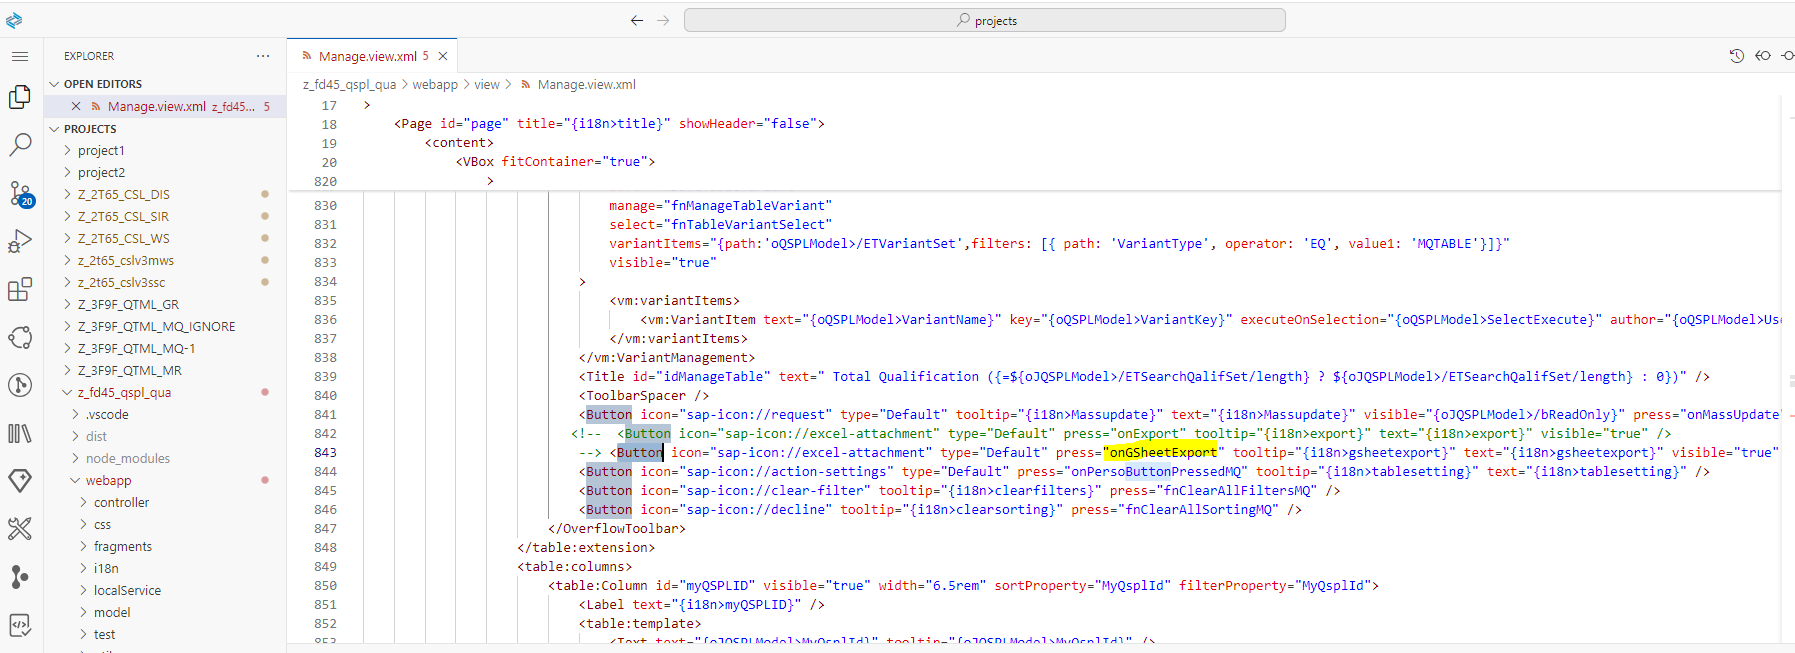 projects
EXPLORER
Manage.view.xml 5
OPEN EDITORS
Manage.view.xml z_fd45... 5
z_fd45_qspl_qua > webapp > view > Manage.view.xml
PROJECTS
project1
project2
Z_2T65_CSL_DIS
Z_2T65_CSL_SIR
Z_2T65_CSL_WS
z_2t65_cslv3mws
z_2t65_cslv3ssc
Z_3F9F_QTML_GR
Z_3F9F_QTML_MQ_IGNORE
Z_3F9F_QTML_MQ-1
Z_3F9F_QTML_MR
z_fd45_qspl_qua
.vscode
dist
node_modules
webapp
controller
css
fragments
i18n
localService
model
test
20
17 >
18 <Page id="page" title="{i18n>title}" showHeader="false">
19 <content>
20 <VBox fitContainer="true">
820 >
830 manage="fnManageTableVariant"
831 select="fnTableVariantSelect"
832 variantItems="{path:'oQSPLModel>/ETVariantSet',filters: [{ path: 'VariantType', operator: 'EQ', value1: 'MQTABLE'}]}"
833 visible="true"
834 >
835 <vm:variantItems>
836 <vm:VariantItem text="{oQSPLModel>VariantName}" key="{oQSPLModel>VariantKey}" executeOnSelection="{oQSPLModel>SelectExecute}" author="{oQSPLModel>Use
837 </vm:variantItems>
838 </vm:VariantManagement>
839 <Title id="idManageTable" text=" Total Qualification ({=${oJQSPLModel>/ETSearchQalifSet/length} ? ${oJQSPLModel>/ETSearchQalifSet/length} : 0})" />
840 <ToolbarSpacer />
841 <Button icon="sap-icon://request" type="Default" tooltip="{i18n>Massupdate}" text="{i18n>Massupdate}" visible="{oJQSPLModel>/bReadOnly}" press="onMassUpdate"
842 <!-- <Button icon="sap-icon://excel-attachment" type="Default" press="onExport" tooltip="{i18n>export}" text="{i18n>export}" visible="true" />
843 --> <Button icon="sap-icon://excel-attachment" type="Default" press="onGSheetExport" tooltip="{i18n>gsheetexport}" text="{i18n>gsheetexport}" visible="true"
844 <Button icon="sap-icon://action-settings" type="Default" press="onPersoButtonPressedMQ" tooltip="{i18n>tablesetting}" text="{i18n>tablesetting}" />
845 <Button icon="sap-icon://clear-filter" tooltip="{i18n>clearfilters}" press="fnClearAllFiltersMQ" />
846 <Button icon="sap-icon://decline" tooltip="{i18n>clearsorting}" press="fnClearAllSortingMQ" />
847 </OverflowToolbar>
848 </table:extension>
849 <table:columns>
850 <table:Column id="myQSPLID" visible="true" width="6.5rem" sortProperty="MyQsplId" filterProperty="MyQsplId">
851 <Label text="{i18n>myQSPLID}" />
852 <table:template>
853 <Text text="{oJQSPLModel>MyQsplId}" tooltip="{oJQSPLModel>MyQsplId}" />